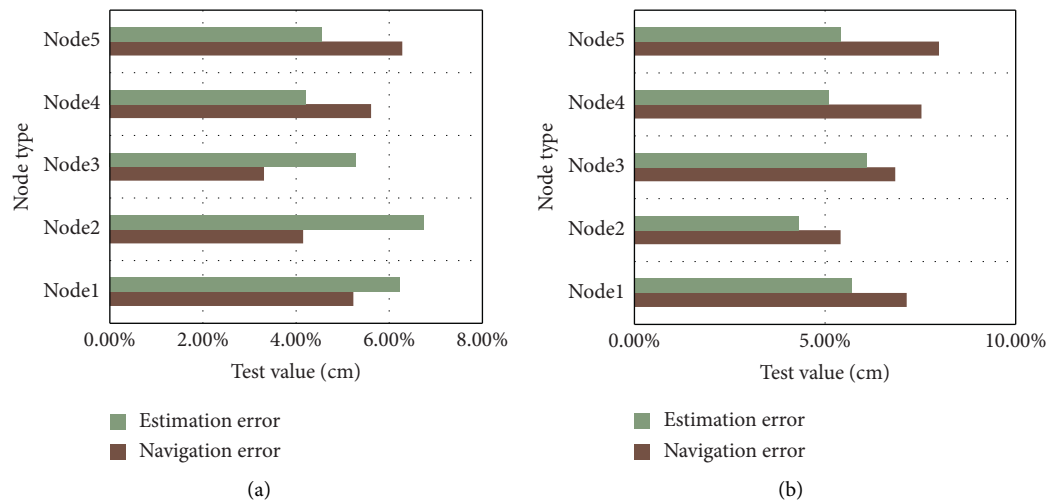 Node5
Node4
Node3
Node2
Node1
Node type
0.00%
2.00%
4.00%
6.00%
8.00%
Test value (cm)
Estimation error
Navigation error
(a)
Node5
Node4
Node3
Node2
Node1
Node type
0.00%
5.00%
10.00%
Test value (cm)
Estimation error
Navigation error
(b)